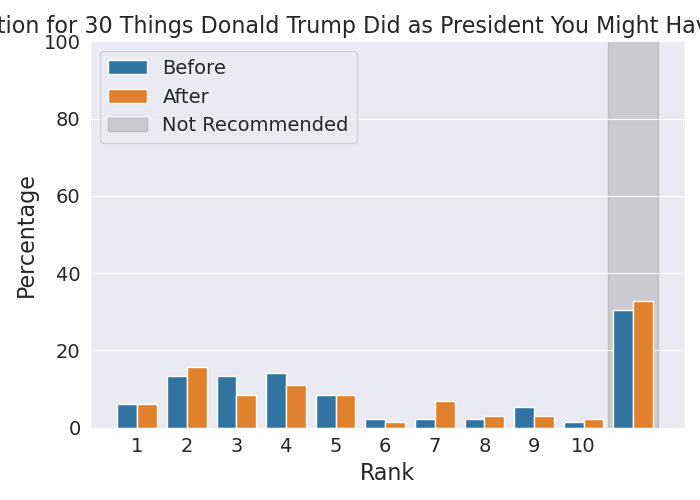 tion for 30 Things Donald Trump Did as President You Might Hav
100
80
60
40
20
0
Percentage
Before
After
Not Recommended
1 2 3 4 5 6 7 8 9 10
Rank